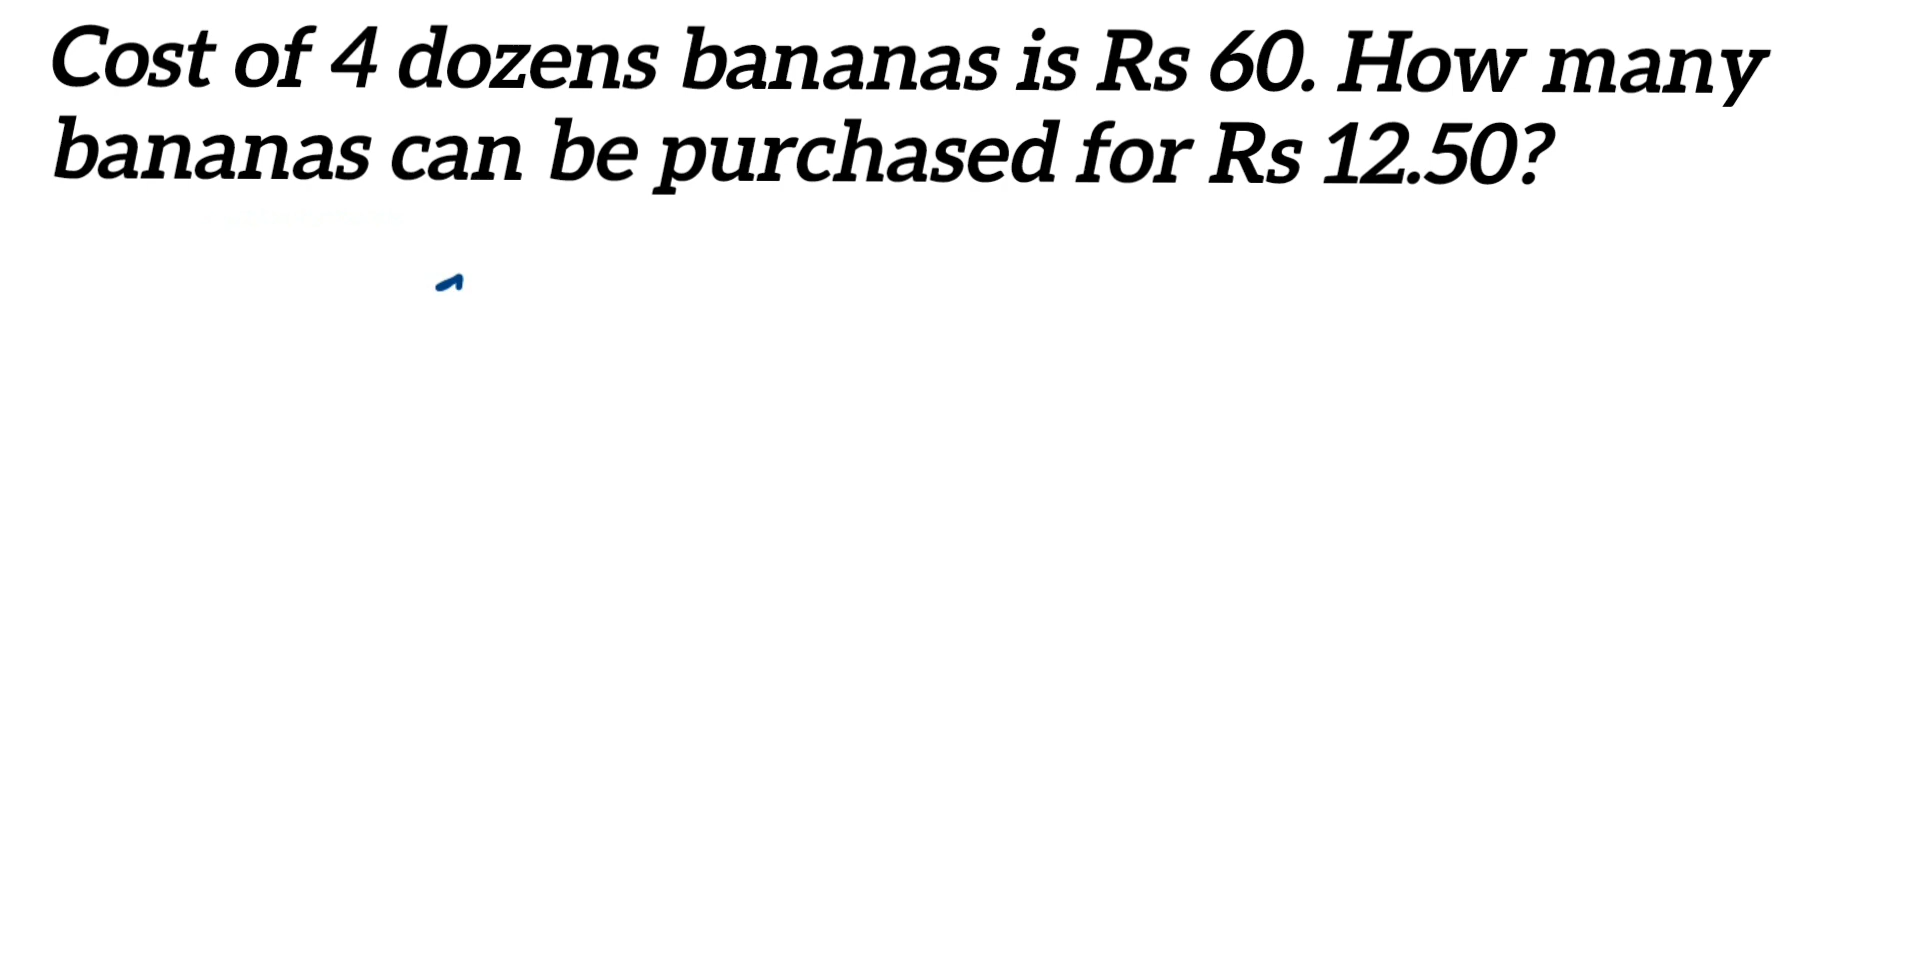 Cost of 4 dozens bananas is Rs 60. How many
bananas can be purchased for Rs 12.50?